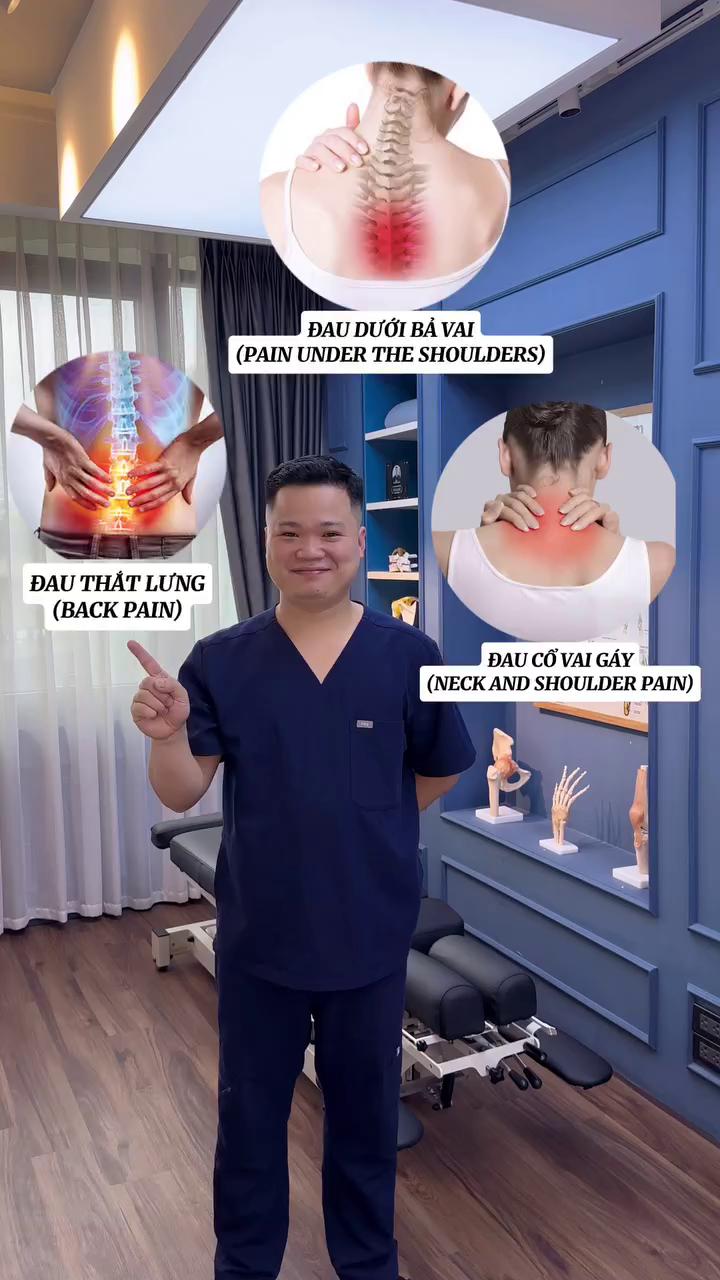 ĐAU DƯỚI BẢ VAI
(PAIN UNDER THE SHOULDERS)
ĐAU THẮT LƯNG
(BACK PAIN)
ĐAU CỔ VAI GÁY
(NECK AND SHOULDER PAIN)